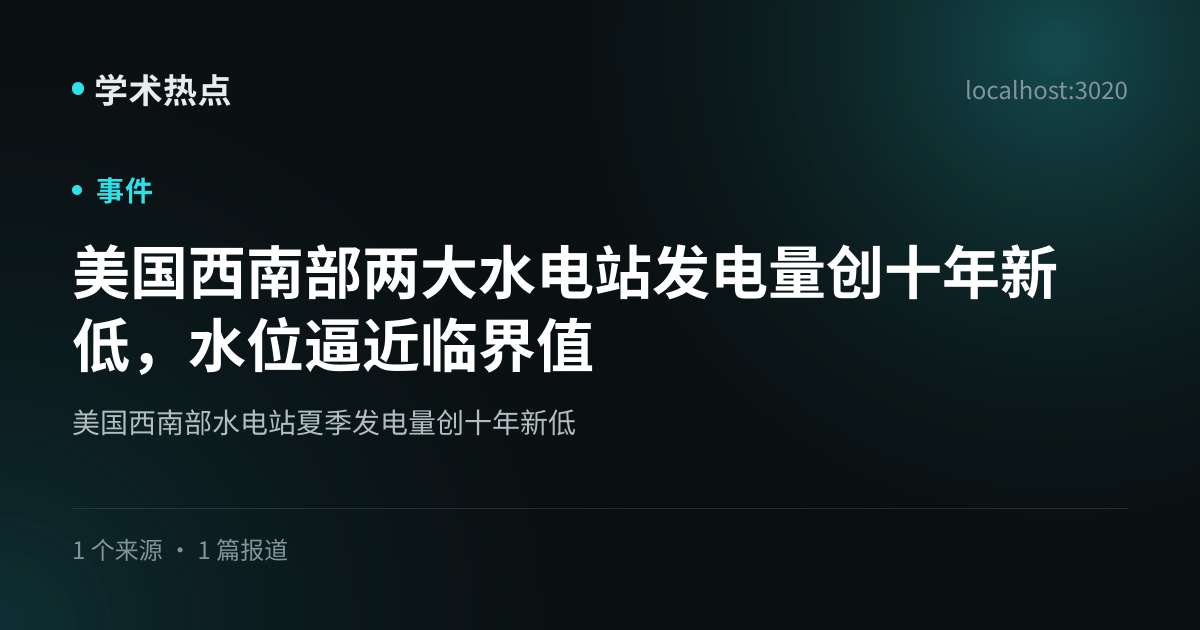 学术热点
localhost:3020
事件
美国西南部两大水电站发电量创十年新
低，水位逼近临界值
美国西南部水电站夏季发电量创十年新低
1 个来源 · 1 篇报道